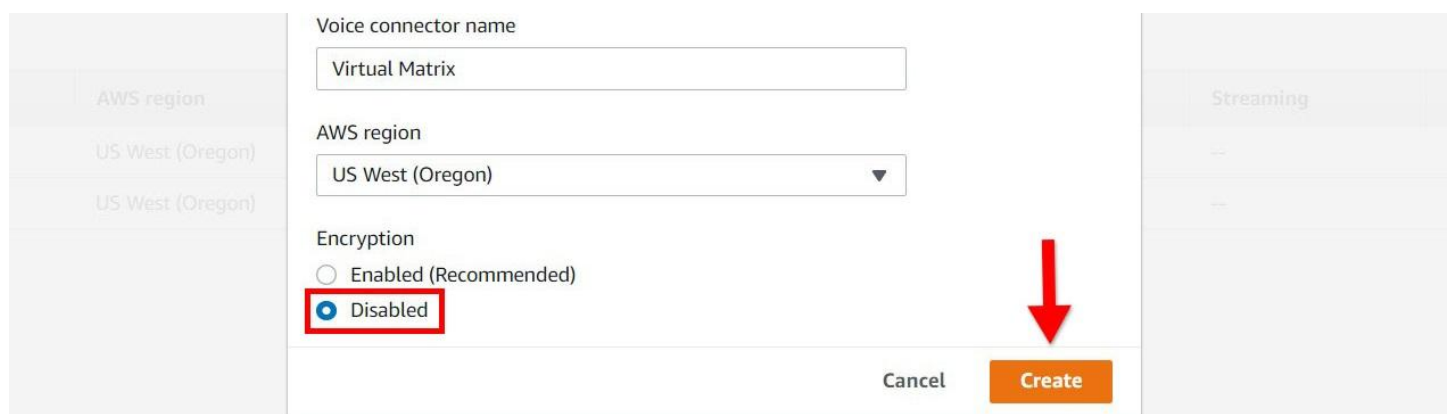 Voice connector name
Virtual Matrix
AWS region
Streaming
AWS region
US West (Oregon)
--
US West (Oregon)
US West (Oregon)
--
Encryption
Enabled (Recommended)
Disabled
Cancel
Create